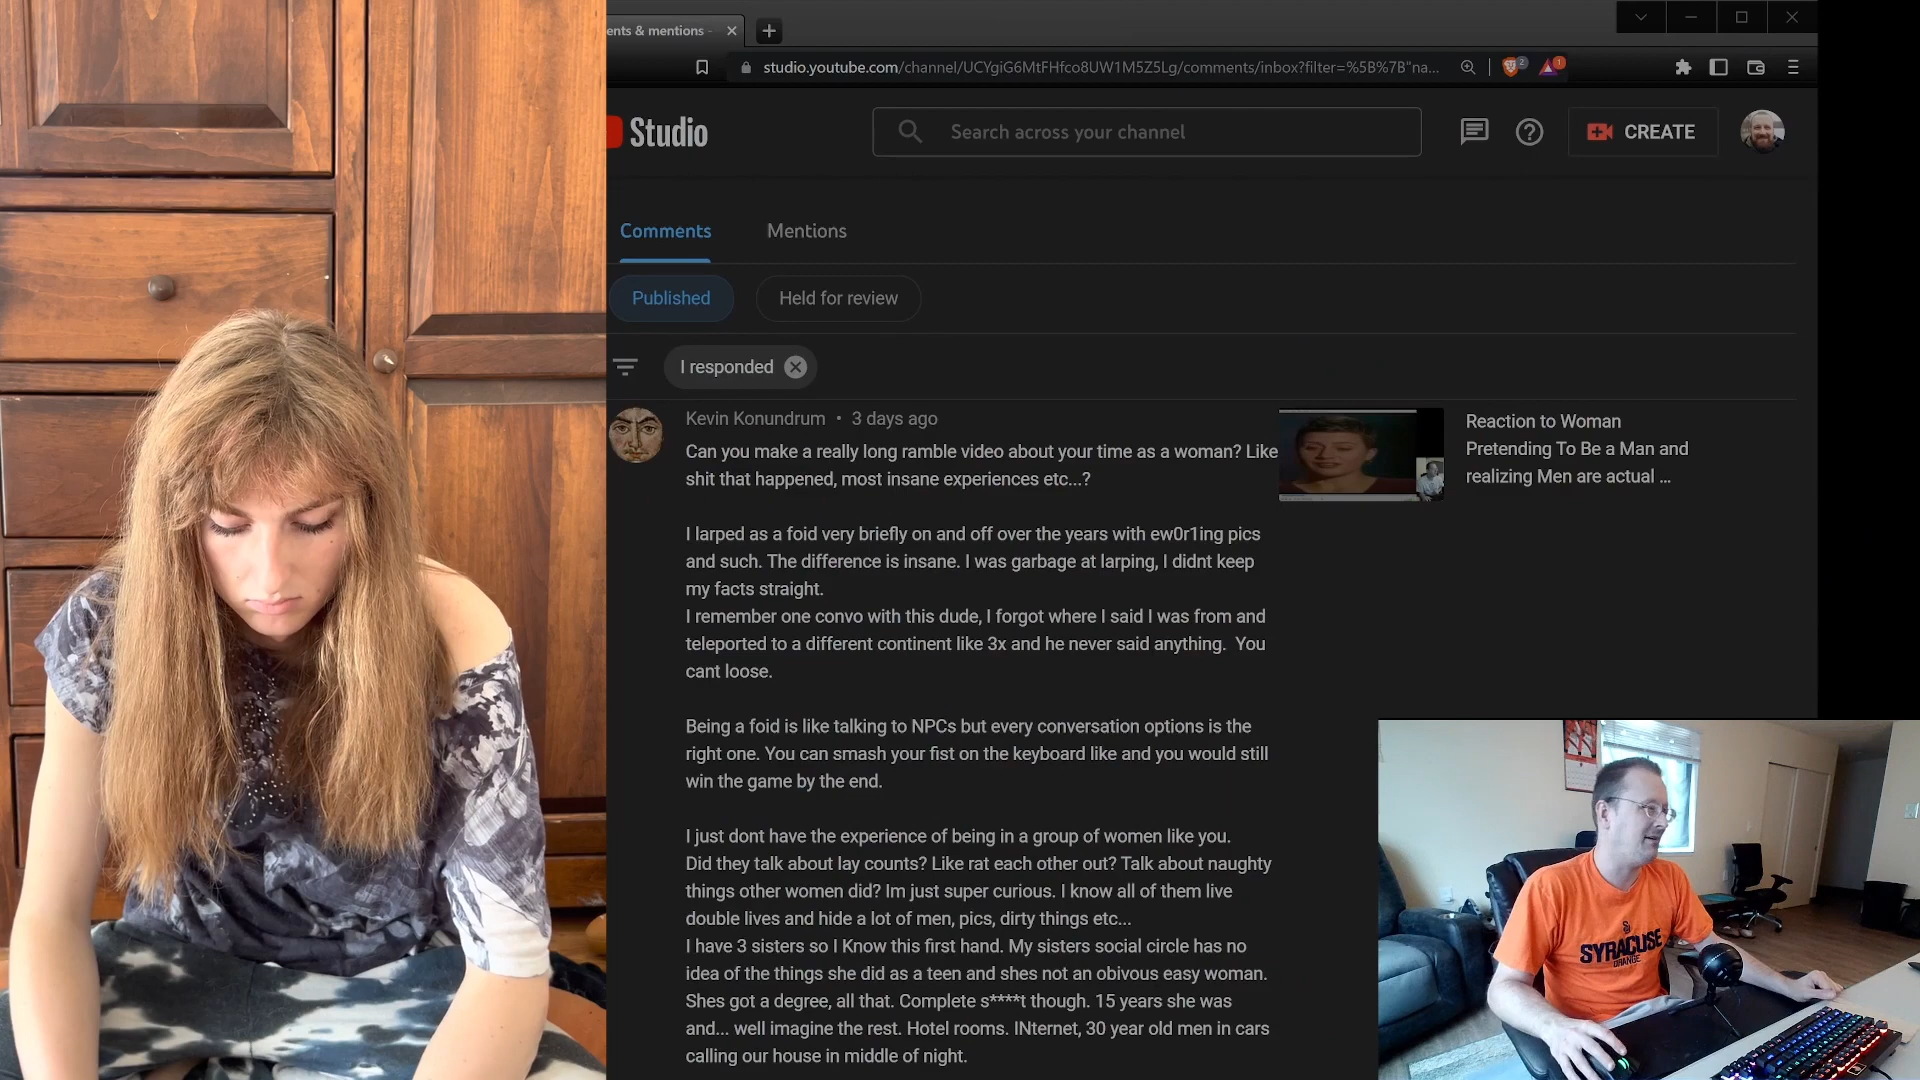 ents & mentions -
studio.youtube.com/channel/UCYgiG6MtFHfco8UW1M5Z5Lg/comments/inbox?filter=%5B%7B"na...
2
1
Studio
Search across your channel
CREATE
Comments
Mentions
Published
Held for review
I responded
Kevin Konundrum • 3 days ago
Can you make a really long ramble video about your time as a woman? Like
shit that happened, most insane experiences etc...?
I larped as a foid very briefly on and off over the years with ew0r1ing pics
and such. The difference is insane. I was garbage at larping, I didnt keep
my facts straight.
I remember one convo with this dude, I forgot where I said I was from and
teleported to a different continent like 3x and he never said anything. You
cant loose.
Being a foid is like talking to NPCs but every conversation options is the
right one. You can smash your fist on the keyboard like and you would still
win the game by the end.
I just dont have the experience of being in a group of women like you.
Did they talk about lay counts? Like rat each other out? Talk about naughty
things other women did? Im just super curious. I know all of them live
double lives and hide a lot of men, pics, dirty things etc...
I have 3 sisters so I Know this first hand. My sisters social circle has no
idea of the things she did as a teen and shes not an obivous easy woman.
Shes got a degree, all that. Complete s****t though. 15 years she was
and... well imagine the rest. Hotel rooms. INternet, 30 year old men in cars
calling our house in middle of night.
Reaction to Woman
Pretending To Be a Man and
realizing Men are actual ...
SYRACUSE
ORANGE